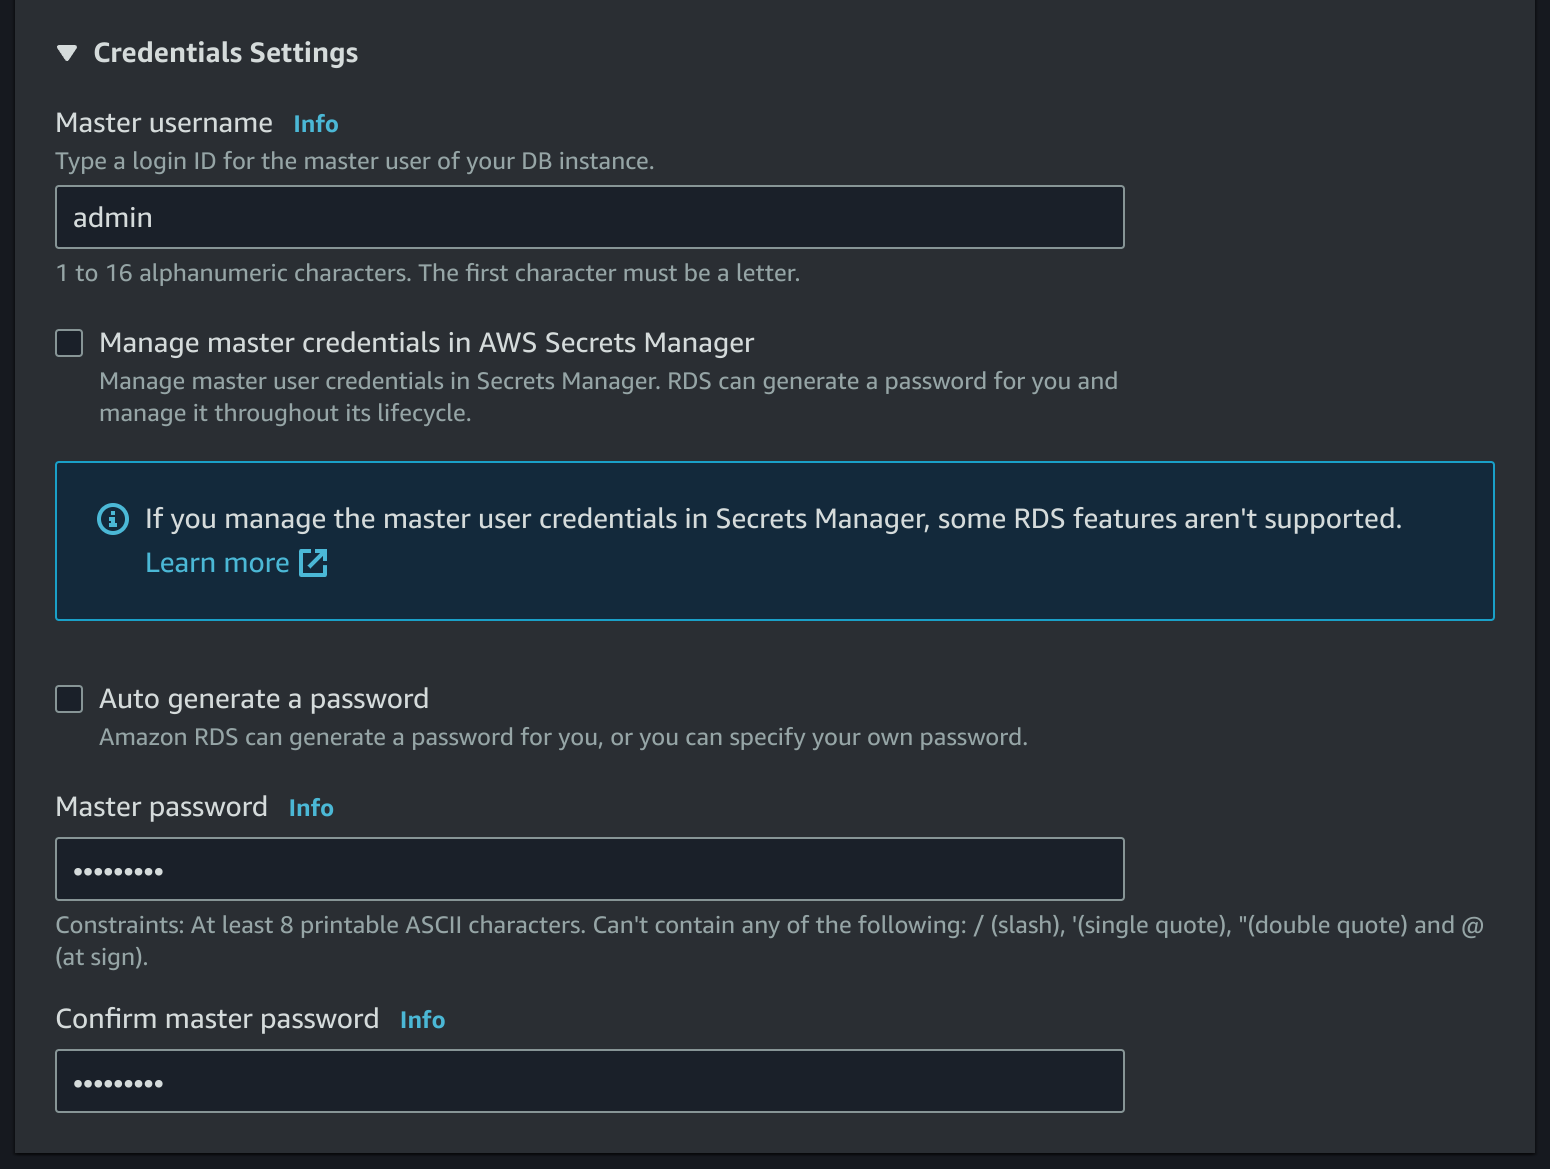 Credentials Settings
Master username Info
Type a login ID for the master user of your DB instance.
admin
1 to 16 alphanumeric characters. The first character must be a letter.
Manage master credentials in AWS Secrets Manager
Manage master user credentials in Secrets Manager. RDS can generate a password for you and
manage it throughout its lifecycle.
If you manage the master user credentials in Secrets Manager, some RDS features aren't supported.
Learn more
Auto generate a password
Amazon RDS can generate a password for you, or you can specify your own password.
Master password Info
•••••••••
Constraints: At least 8 printable ASCII characters. Can't contain any of the following: / (slash), '(single quote), "(double quote) and @
(at sign).
Confirm master password Info
•••••••••